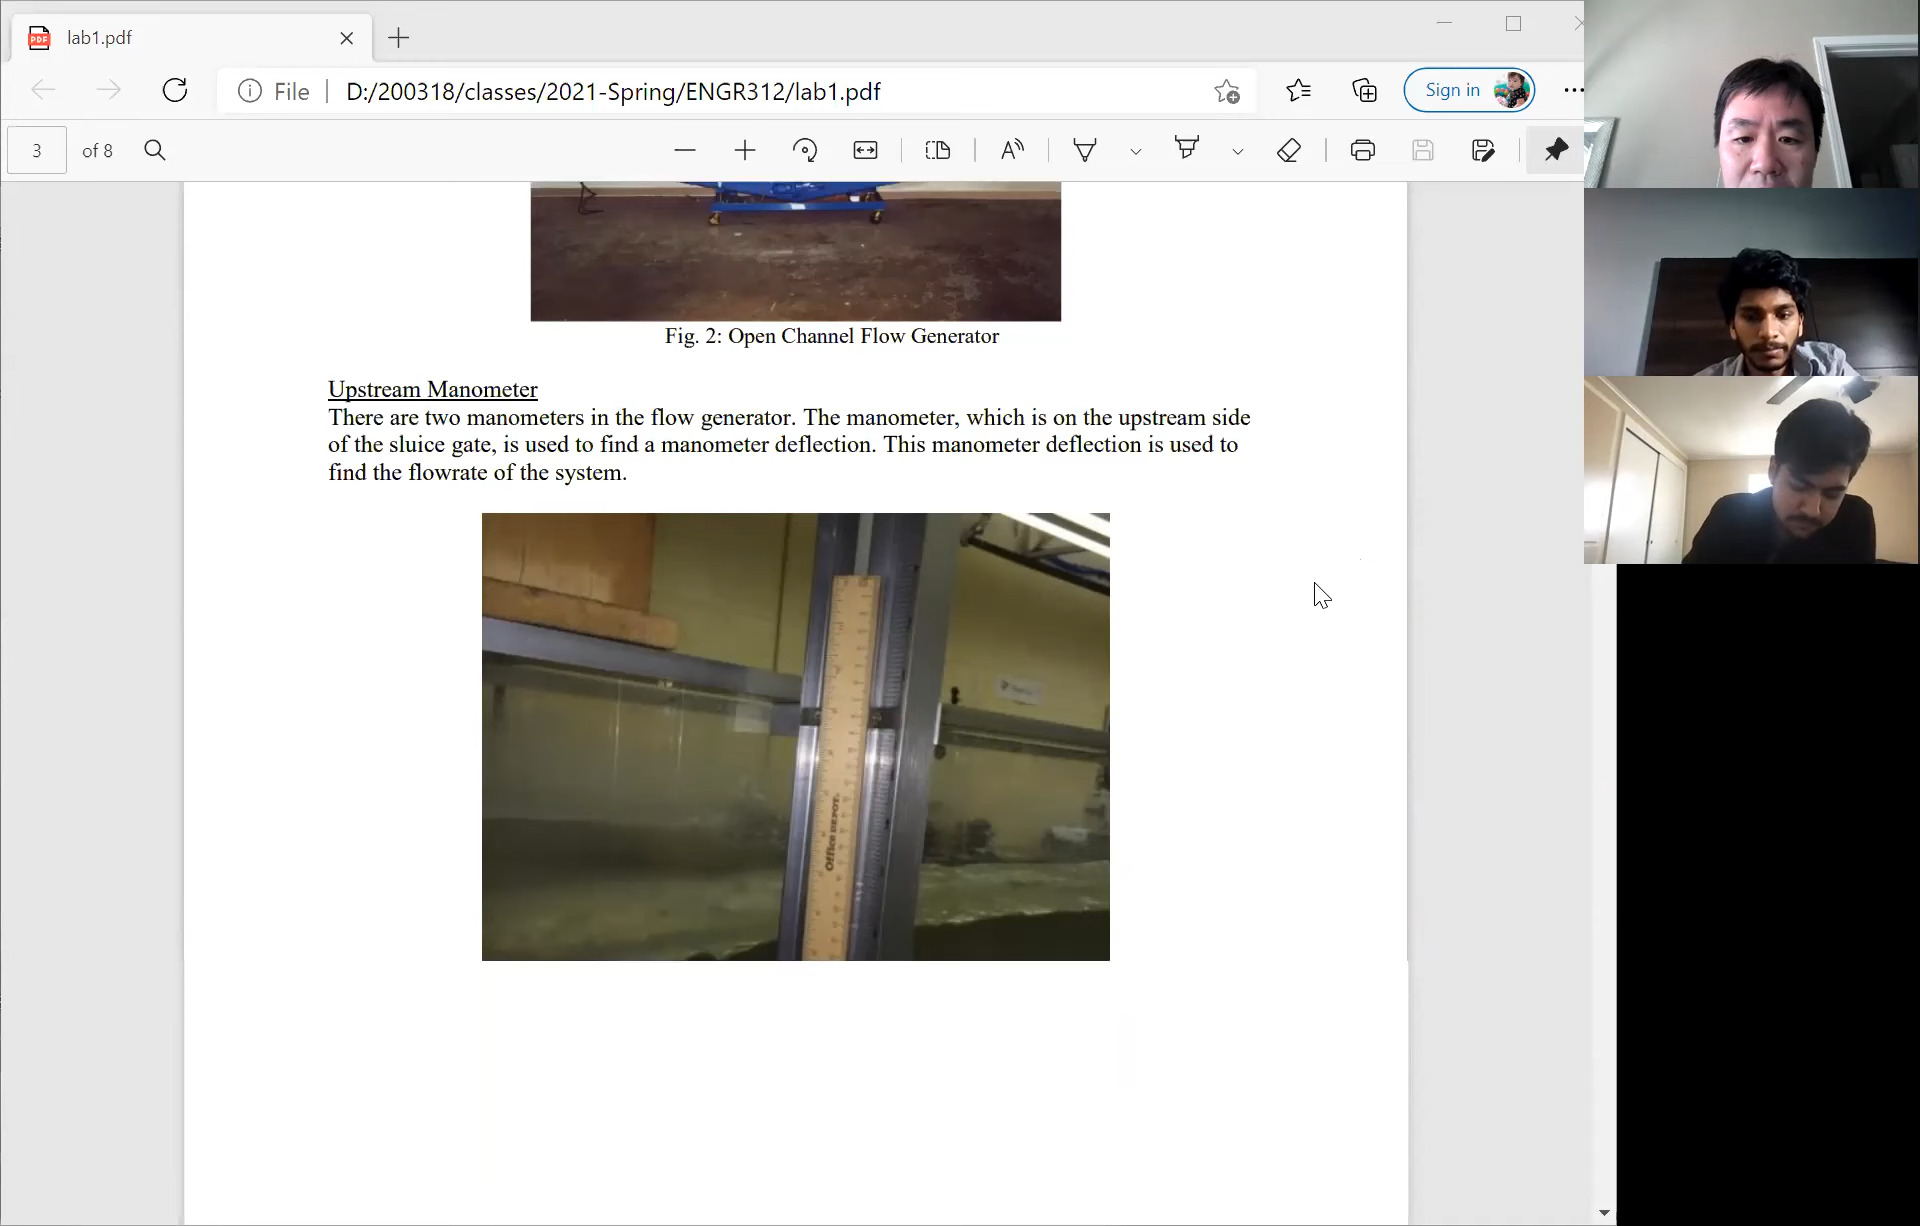 lab1.pdf
File
D:/200318/classes/2021-Spring/ENGR312/lab1.pdf
Sign in
3 of 8
Fig. 2: Open Channel Flow Generator
Upstream Manometer
There are two manometers in the flow generator. The manometer, which is on the upstream side
of the sluice gate, is used to find a manometer deflection. This manometer deflection is used to
find the flowrate of the system.
Office DEPOT.